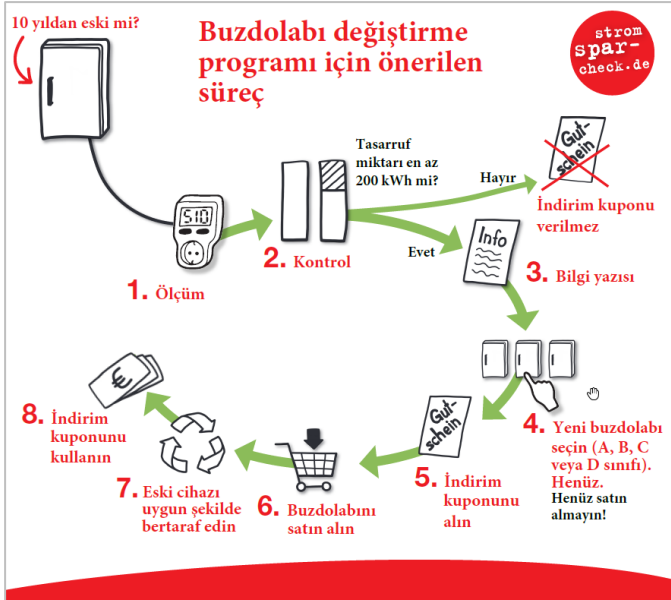 10 yıldan eski mi?
Buzdolabı değiştirme
programı için önerilen
süreç
strom
spar-
check.de
510
1. Ölçüm
2. Kontrol
Tasarruf
miktarı en az
200 kWh mi?
Hayır
Gut-
schein
İndirim kuponu
verilmez
Evet
Info
3. Bilgi yazısı
4. Yeni buzdolabı
seçin (A, B, C
veya D sınıfı).
Henüz.
Henüz satın
almayın!
Gut-
schein
5. İndirim
kuponunu
alın
6. Buzdolabını
satın alın
7. Eski cihazı
uygun şekilde
bertaraf edin
€
8. İndirim
kuponunu
kullanın